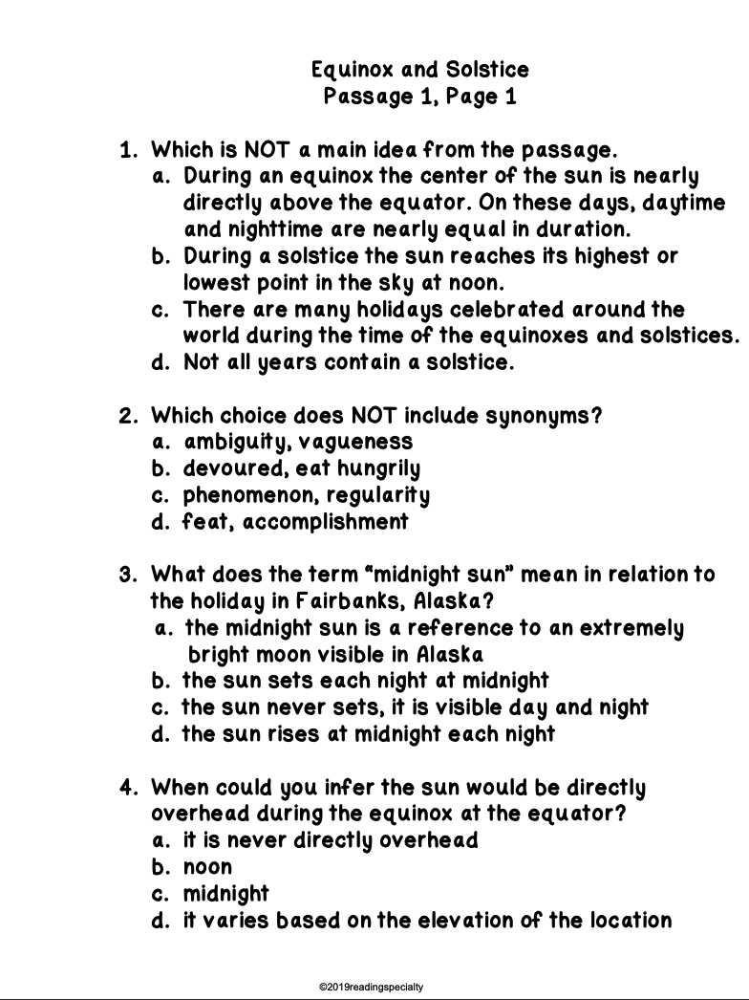 Equinox and Solstice
Passage 1, Page 1
1. Which is NOT a main idea from the passage.
a. During an equinox the center of the sun is nearly
directly above the equator. On these days, daytime
and nighttime are nearly equal in duration.
b. During a solstice the sun reaches its highest or
lowest point in the sky at noon.
c. There are many holidays celebrated around the
world during the time of the equinoxes and solstices.
d. Not all years contain a solstice.
2. Which choice does NOT include synonyms?
a. ambiguity, vagueness
b. devoured, eat hungrily
c. phenomenon, regularity
d. feat, accomplishment
3. What does the term “midnight sun” mean in relation to
the holiday in Fairbanks, Alaska?
a. the midnight sun is a reference to an extremely
bright moon visible in Alaska
b. the sun sets each night at midnight
c. the sun never sets, it is visible day and night
d. the sun rises at midnight each night
4. When could you infer the sun would be directly
overhead during the equinox at the equator?
a. it is never directly overhead
b. noon
c. midnight
d. it varies based on the elevation of the location
©2019readingspecialty